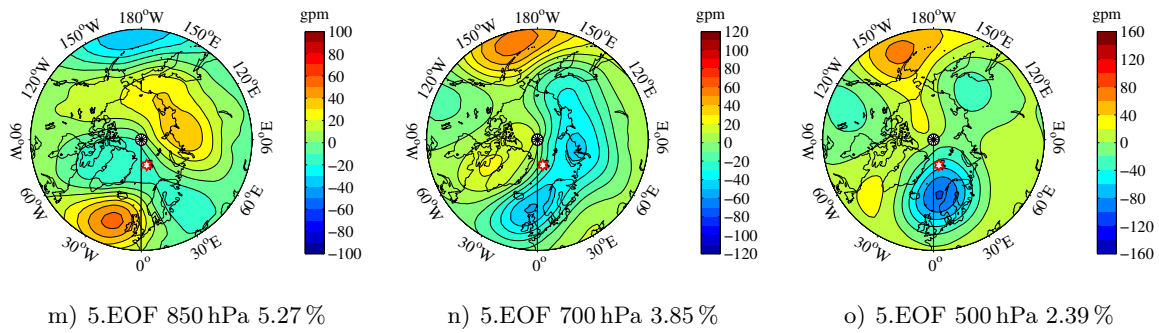 180°W
150°W
150°E
120°W
120°E
90°W
90°E
60°W
60°E
30°W
30°E
0°
gpm
100
80
60
40
20
0
−20
−40
−60
−80
−100
m) 5.EOF 850 hPa 5.27 %
180°W
150°W
150°E
120°W
120°E
90°W
90°E
60°W
60°E
30°W
30°E
0°
gpm
120
100
80
60
40
20
0
−20
−40
−60
−80
−100
−120
n) 5.EOF 700 hPa 3.85 %
180°W
150°W
150°E
120°W
120°E
90°W
90°E
60°W
60°E
30°W
30°E
0°
gpm
160
120
80
40
0
−40
−80
−120
−160
o) 5.EOF 500 hPa 2.39 %